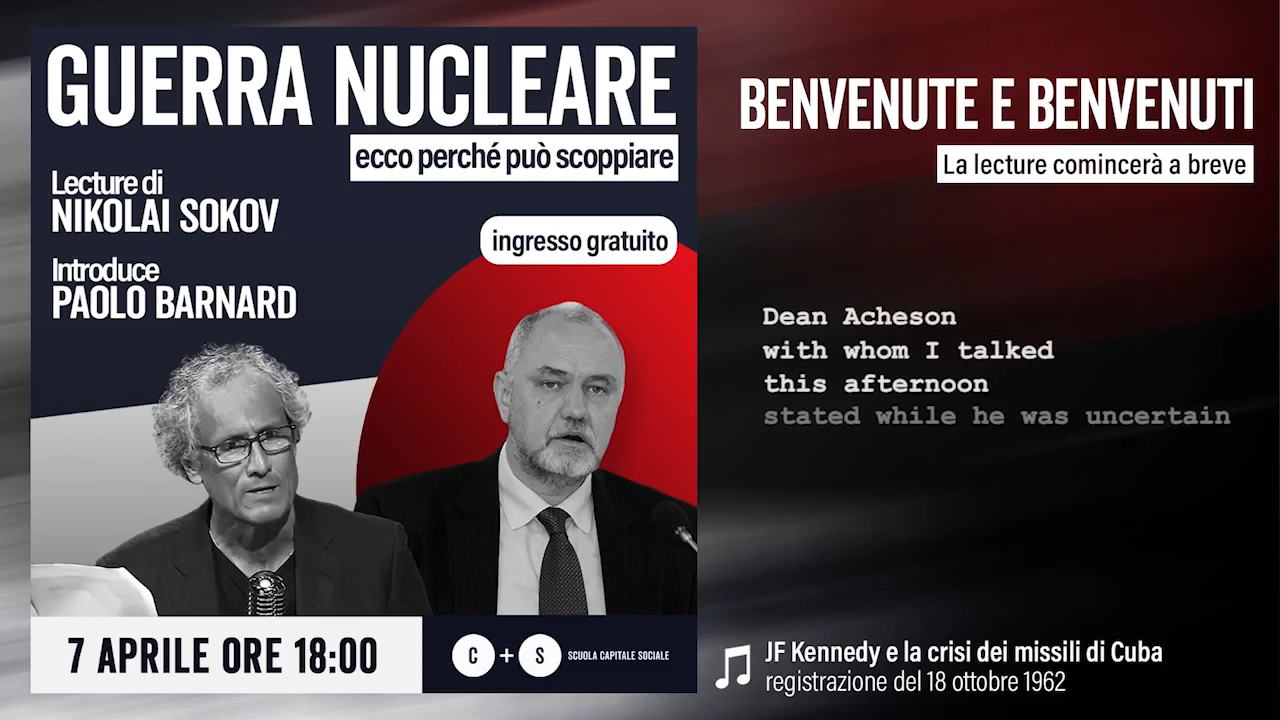 GUERRA NUCLEARE
ecco perché può scoppiare
Lecture di
NIKOLAI SOKOV
Introduce
PAOLO BARNARD
ingresso gratuito
7 APRILE ORE 18:00
C + S SCUOLA CAPITALE SOCIALE
BENVENUTE E BENVENUTI
La lecture comincerà a breve
Dean Acheson
with whom I talked
this afternoon
stated while he was uncertain
JF Kennedy e la crisi dei missili di Cuba
registrazione del 18 ottobre 1962